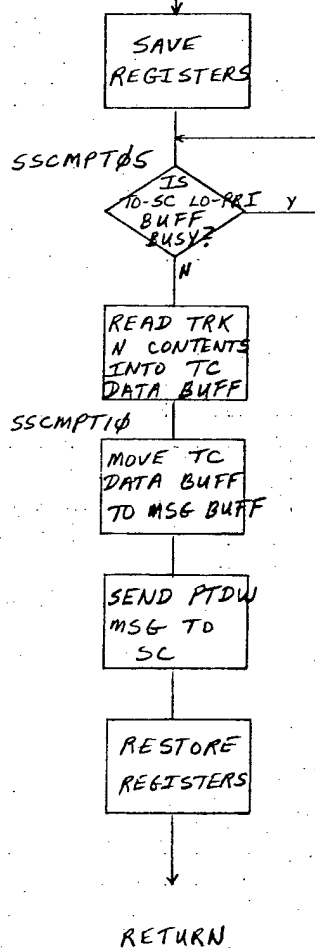 SAVE
REGISTERS
SSCMPTØ5
IS
TO-SC LO-PRI
BUFF
BUSY?
Y
N
READ TRK
N CONTENTS
INTO TC
DATA BUFF
SSCMPT1Ø
MOVE TC
DATA BUFF
TO MSG BUFF
SEND PTDW
MSG TO
SC
RESTORE
REGISTERS
RETURN